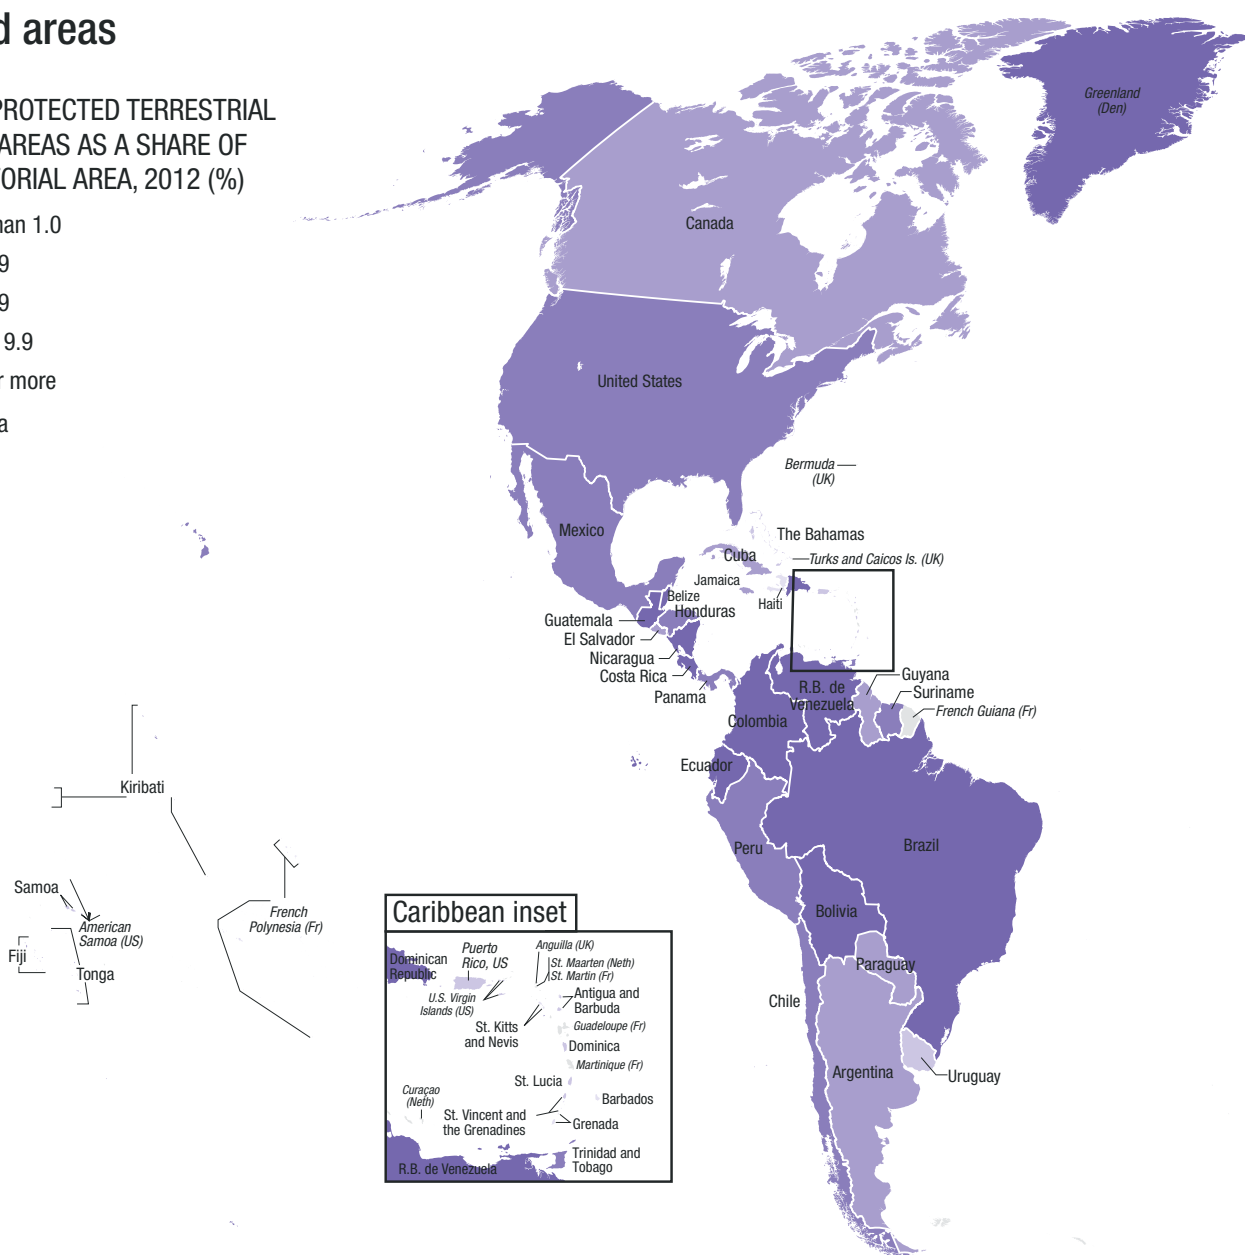 d areas
PROTECTED TERRESTRIAL
AREAS AS A SHARE OF
TORIAL AREA, 2012 (%)
han 1.0
9
9
9.9
r more
a
Greenland
(Den)
Canada
United States
Bermuda
(UK)
Mexico
The Bahamas
Cuba
Turks and Caicos Is. (UK)
Jamaica
Belize
Haiti
Honduras
Guatemala
El Salvador
Nicaragua
Costa Rica
Panama
Guyana
R.B. de
Venezuela
Suriname
French Guiana (Fr)
Colombia
Ecuador
Kiribati
Peru
Brazil
Samoa
American
Samoa (US)
French
Polynesia (Fr)
Fiji
Tonga
Bolivia
Paraguay
Chile
Argentina
Uruguay
Caribbean inset
Dominican
Republic
Puerto
Rico, US
Anguilla (UK)
St. Maarten (Neth)
St. Martin (Fr)
U.S. Virgin
Islands (US)
Antigua and
Barbuda
St. Kitts
and Nevis
Guadeloupe (Fr)
Dominica
Martinique (Fr)
St. Lucia
Curaçao
(Neth)
Barbados
St. Vincent and
the Grenadines
Grenada
Trinidad and
Tobago
R.B. de Venezuela